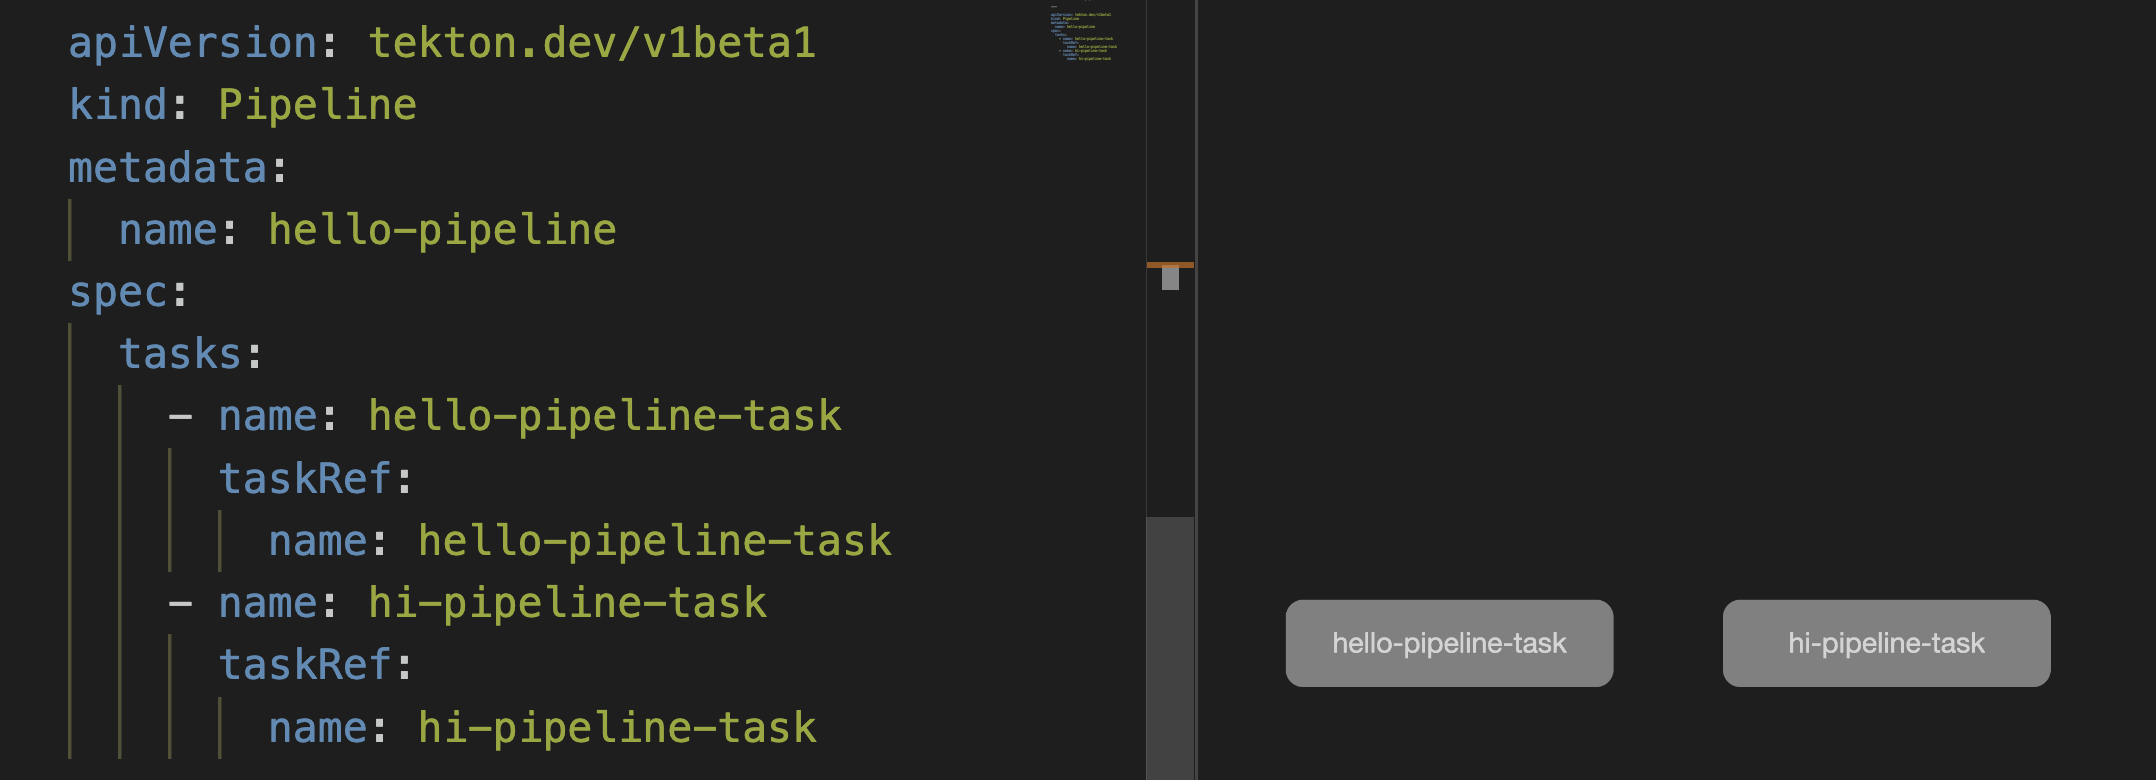 apiVersion: tekton.dev/v1beta1
kind: Pipeline
metadata:
  name: hello-pipeline
spec:
  tasks:
    - name: hello-pipeline-task
      taskRef:
        name: hello-pipeline-task
    - name: hi-pipeline-task
      taskRef:
        name: hi-pipeline-task
hello-pipeline-task
hi-pipeline-task